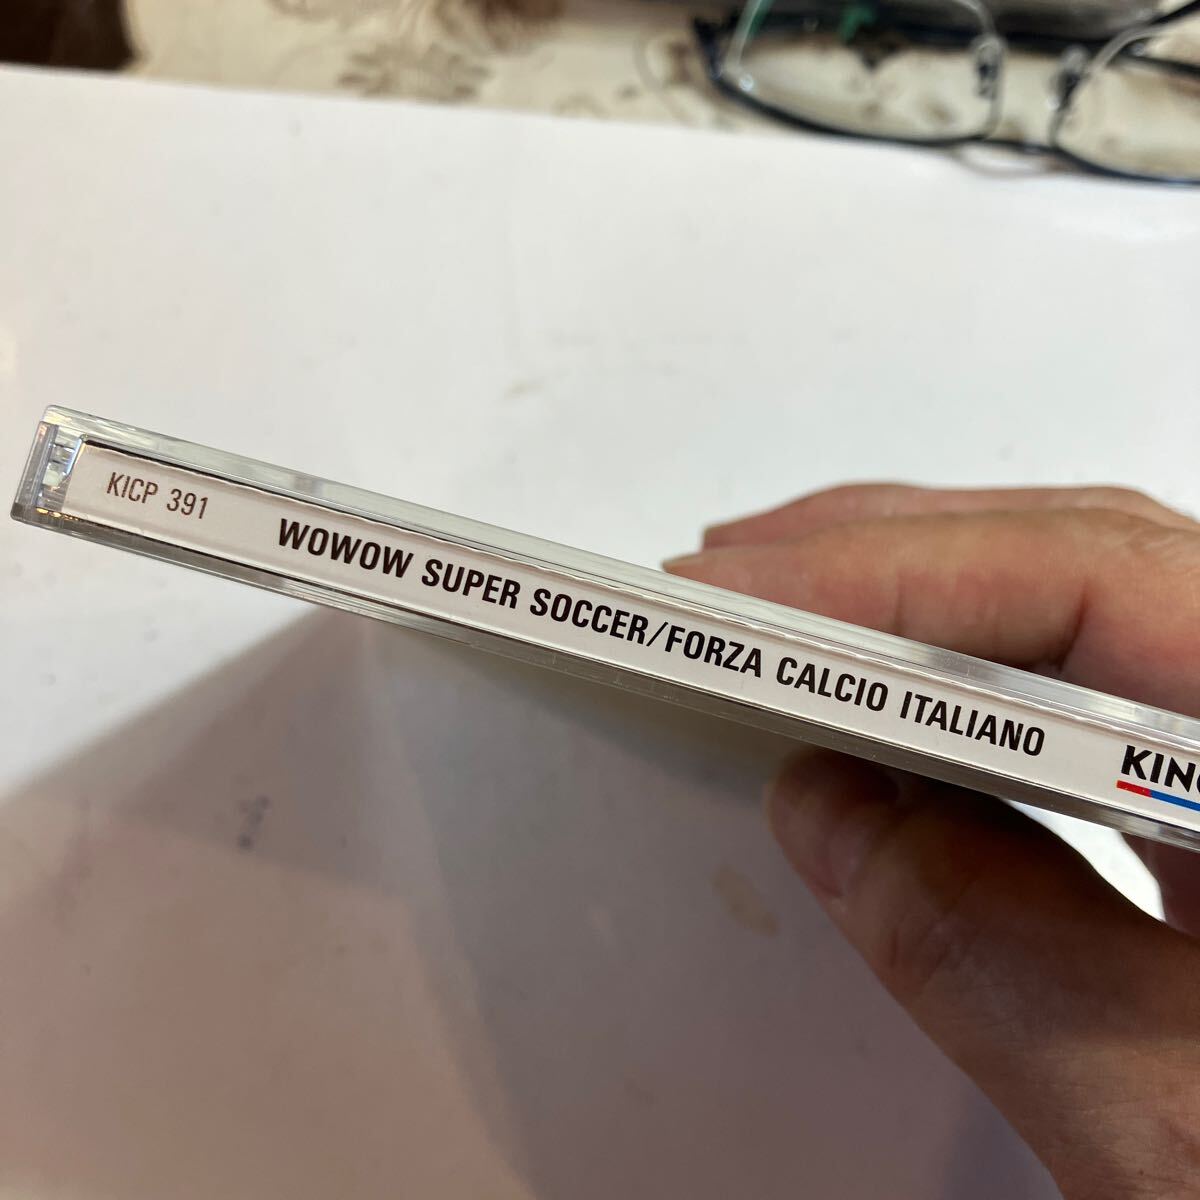 KICP 391 WOWOW SUPER SOCCER/FORZA CALCIO ITALIANO